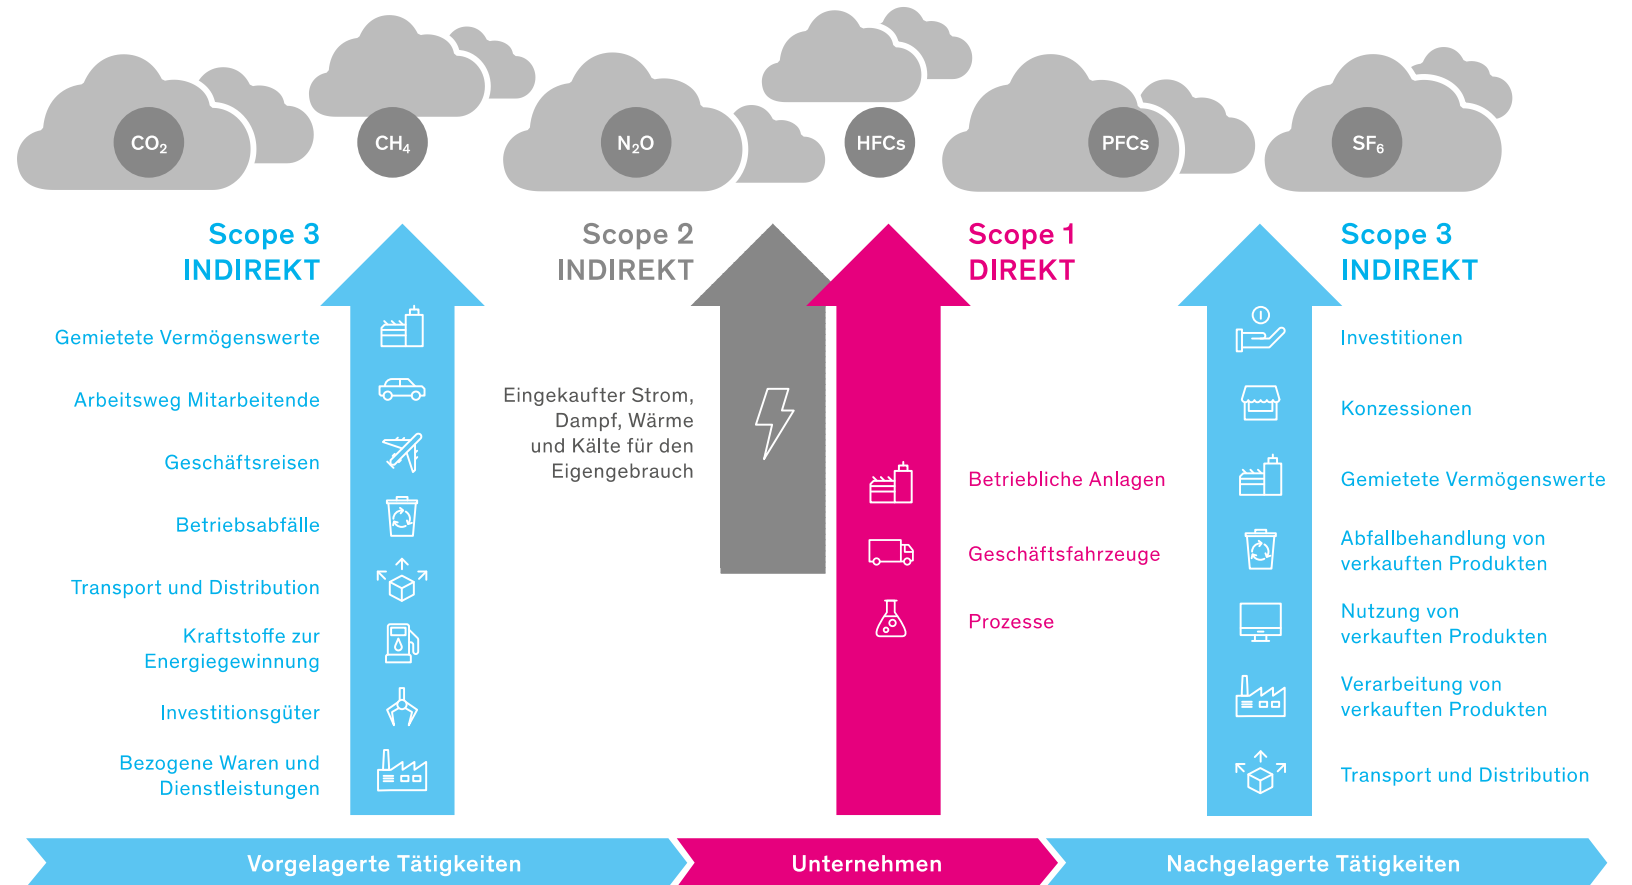 CO₂
CH₄
N₂O
HFCs
PFCs
SF₆
Scope 3
INDIREKT
Gemietete Vermögenswerte
Arbeitsweg Mitarbeitende
Geschäftsreisen
Betriebsabfälle
Transport und Distribution
Kraftstoffe zur
Energiegewinnung
Investitionsgüter
Bezogene Waren und
Dienstleistungen
Scope 2
INDIREKT
Eingekaufter Strom,
Dampf, Wärme
und Kälte für den
Eigengebrauch
Scope 1
DIREKT
Betriebliche Anlagen
Geschäftsfahrzeuge
Prozesse
Scope 3
INDIREKT
Investitionen
Konzessionen
Gemietete Vermögenswerte
Abfallbehandlung von
verkauften Produkten
Nutzung von
verkauften Produkten
Verarbeitung von
verkauften Produkten
Transport und Distribution
Vorgelagerte Tätigkeiten
Unternehmen
Nachgelagerte Tätigkeiten